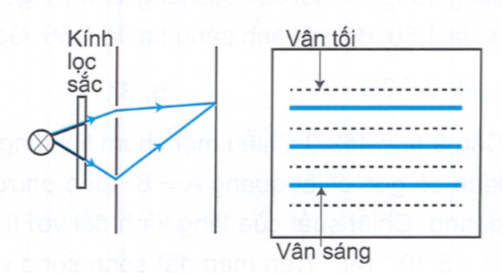 Kính
lọc
sắc
Vân tối
Vân sáng